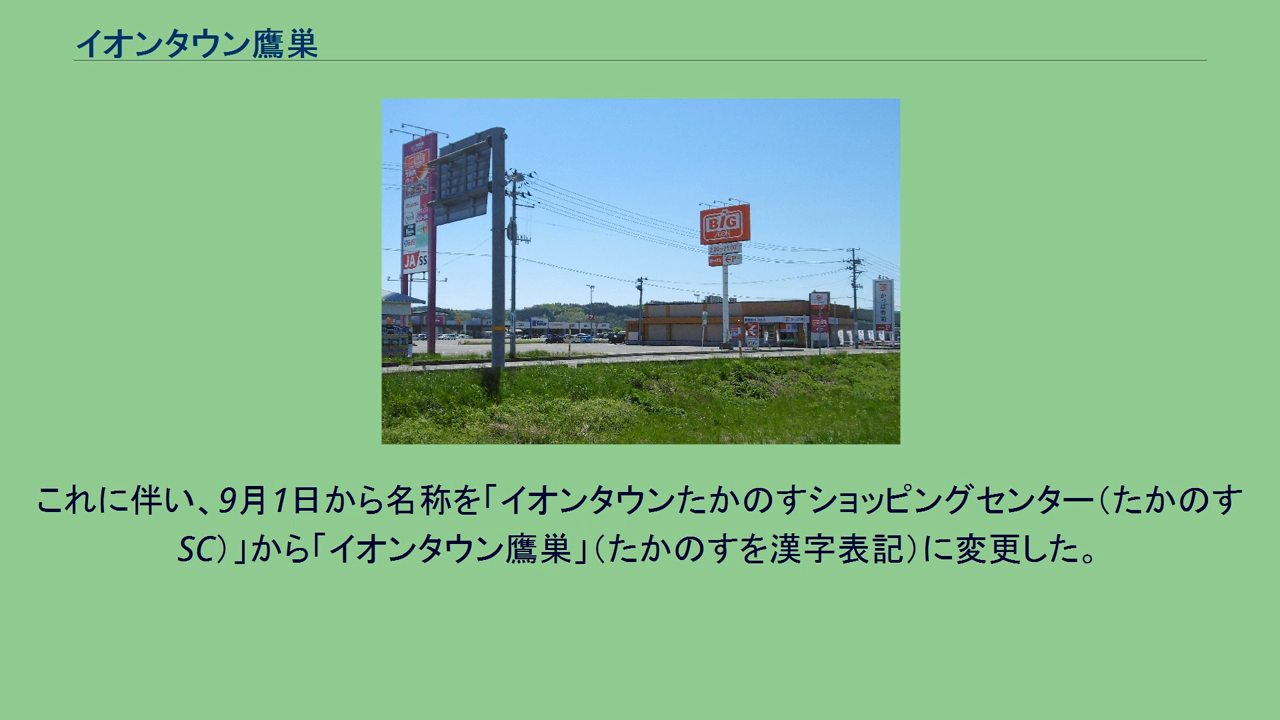 イオンタウン鷹巣
BiG
JA SS
これに伴い、9月1日から名称を｢イオンタウンたかのすショッピングセンター（たかのす
SC）｣から｢イオンタウン鷹巣｣（たかのすを漢字表記）に変更した。